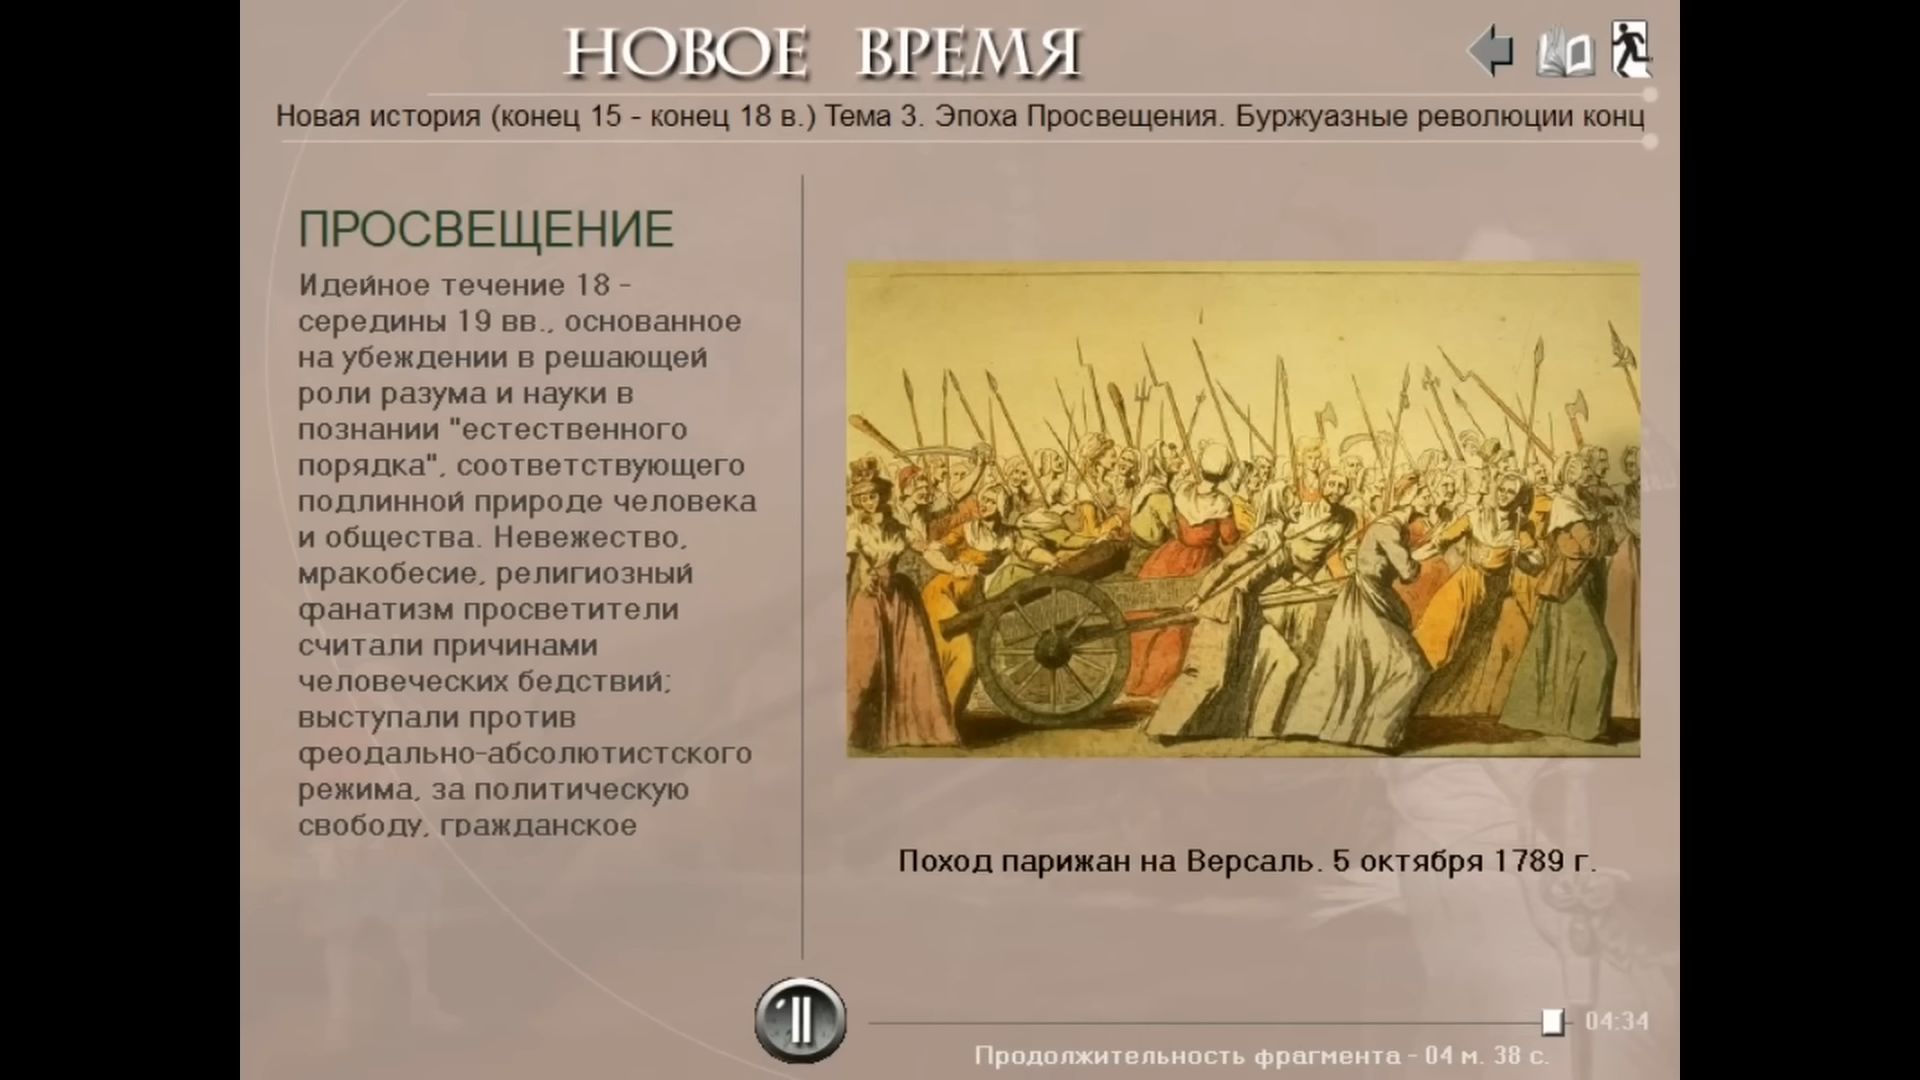 НОВОЕ ВРЕМЯ
Новая история (конец 15 - конец 18 в.) Тема 3. Эпоха Просвещения. Буржуазные революции конц
ПРОСВЕЩЕНИЕ
Идейное течение 18 -
середины 19 вв., основанное
на убеждении в решающей
роли разума и науки в
познании "естественного
порядка", соответствующего
подлинной природе человека
и общества. Невежество,
мракобесие, религиозный
фанатизм просветители
считали причинами
человеческих бедствий;
выступали против
феодально-абсолютистского
режима, за политическую
свободу, гражданское
Поход парижан на Версаль. 5 октября 1789 г.
04:34
Продолжительность фрагмента - 04 м. 38 с.